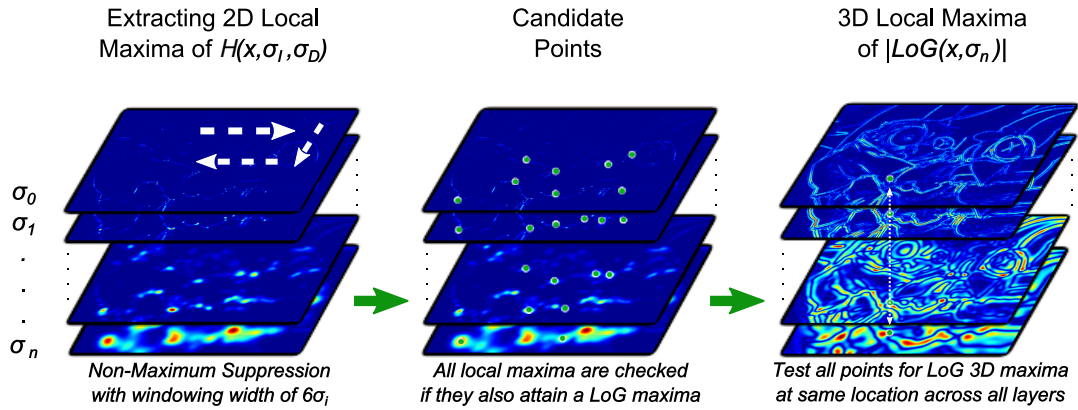 Extracting 2D Local
Maxima of H(x,σI,σD)
Candidate
Points
3D Local Maxima
of |LoG(x,σn)|
σ0
σ1
.
.
.
σn
Non-Maximum Suppression
with windowing width of 6σi
All local maxima are checked
if they also attain a LoG maxima
Test all points for LoG 3D maxima
at same location across all layers